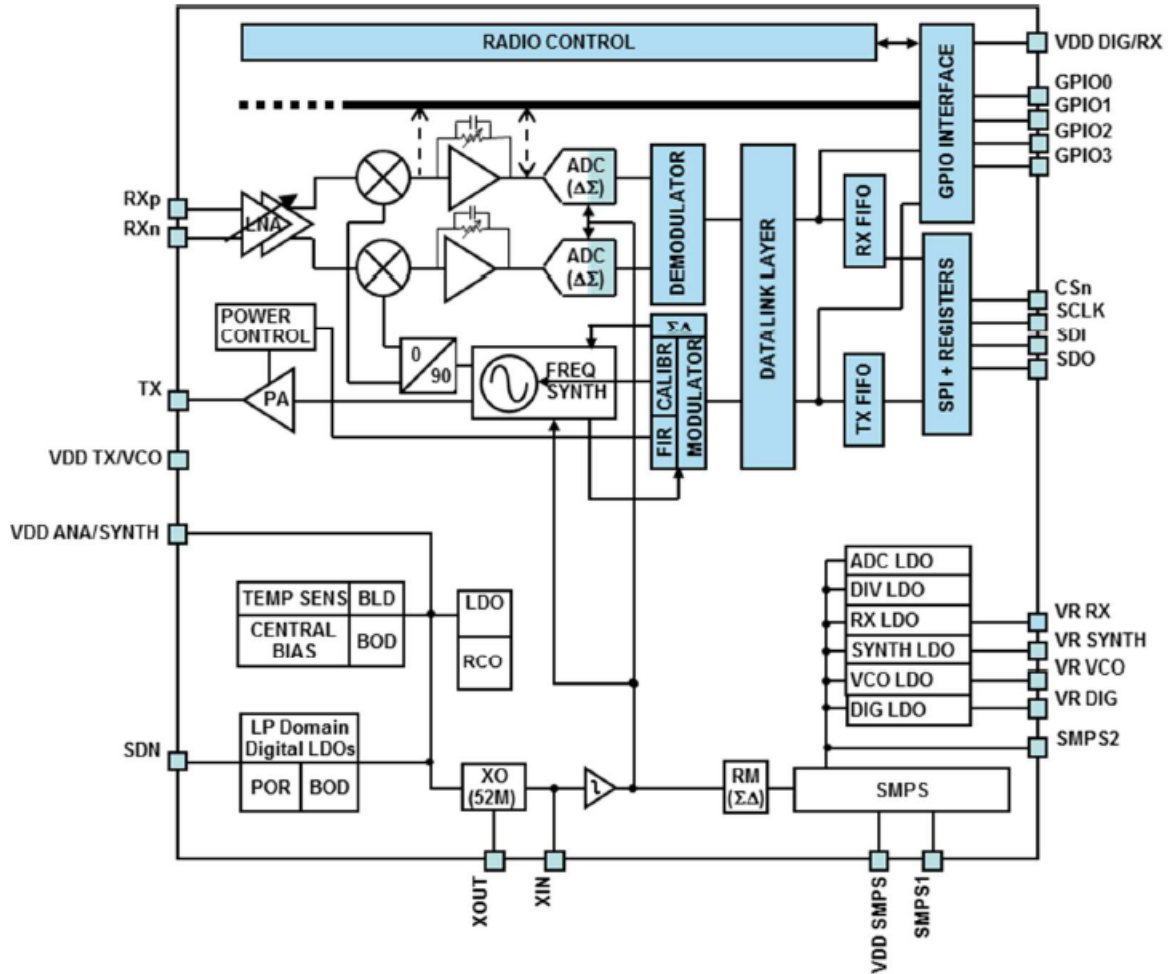 RADIO CONTROL
VDD DIG/RX
GPIO0
GPIO1
GPIO2
GPIO3
GPIO INTERFACE
RXp
RXn
LNA
ADC
(ΔΣ)
ADC
(ΔΣ)
DEMODULATOR
DATALINK LAYER
RX FIFO
SPI + REGISTERS
CSn
SCLK
SDI
SDO
POWER
CONTROL
0
90
FREQ
SYNTH
ΣΔ
CALIBR
FIR
MODULATOR
TX FIFO
TX
PA
VDD TX/VCO
VDD ANA/SYNTH
TEMP SENS
BLD
CENTRAL
BIAS
BOD
LDO
RCO
ADC LDO
DIV LDO
RX LDO
SYNTH LDO
VCO LDO
DIG LDO
VR RX
VR SYNTH
VR VCO
VR DIG
SMPS2
SDN
LP Domain
Digital LDOs
POR
BOD
XO
(52M)
RM
(ΣΔ)
SMPS
XOUT
XIN
VDD SMPS
SMPS1